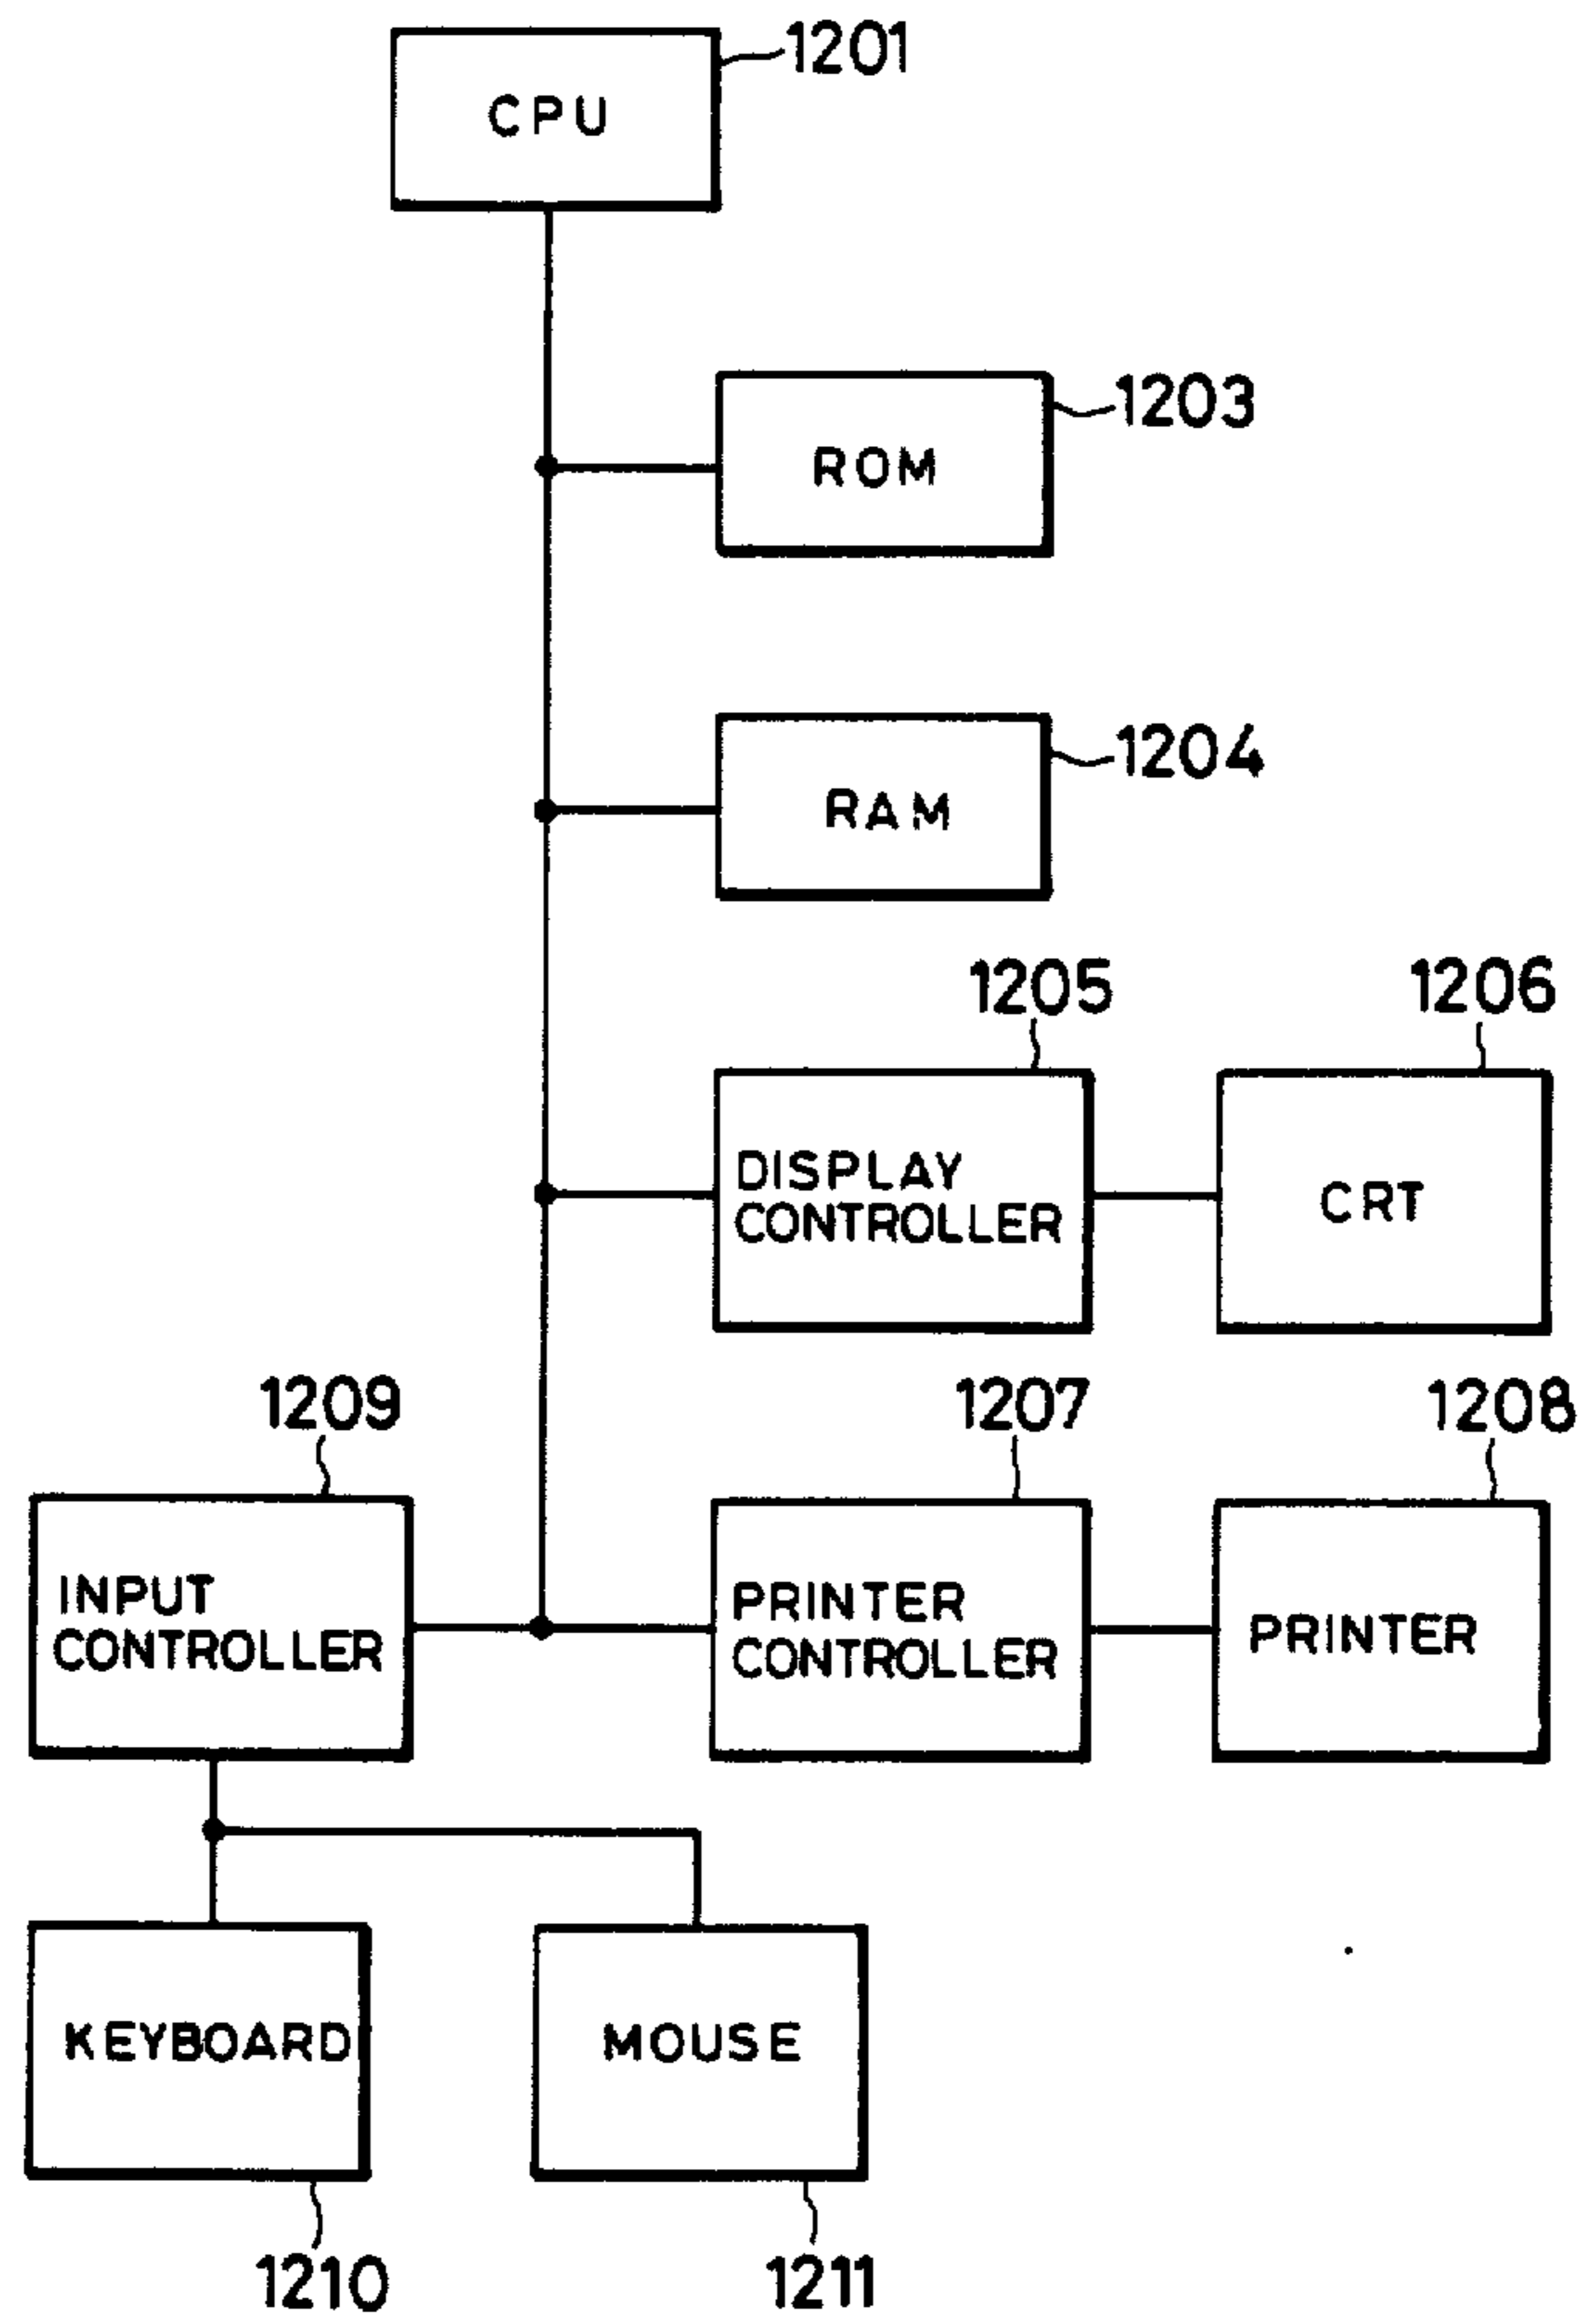 1201
CPU
1203
ROM
1204
RAM
1205
1206
DISPLAY
CONTROLLER
CRT
1209
1207
1208
INPUT
CONTROLLER
PRINTER
CONTROLLER
PRINTER
KEYBOARD
MOUSE
1210
1211